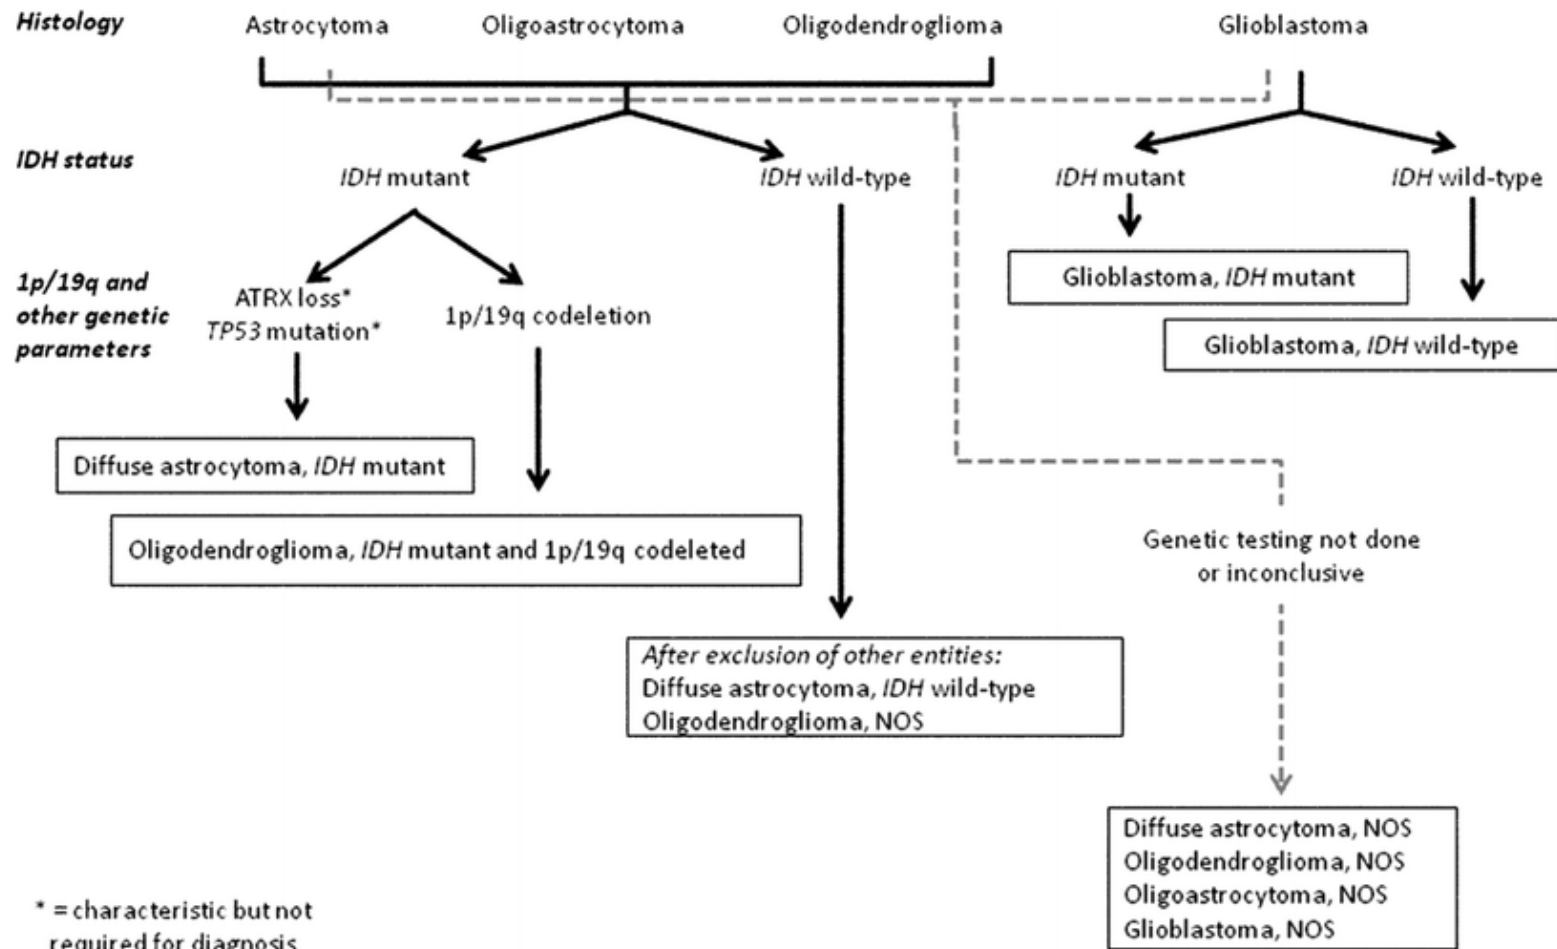 Histology
Astrocytoma
Oligoastrocytoma
Oligodendroglioma
Glioblastoma
IDH status
IDH mutant
IDH wild-type
IDH mutant
IDH wild-type
1p/19q and
other genetic
parameters
ATRX loss*
TP53 mutation*
1p/19q codeletion
Glioblastoma, IDH mutant
Glioblastoma, IDH wild-type
Diffuse astrocytoma, IDH mutant
Oligodendroglioma, IDH mutant and 1p/19q codeleted
Genetic testing not done
or inconclusive
After exclusion of other entities:
Diffuse astrocytoma, IDH wild-type
Oligodendroglioma, NOS
Diffuse astrocytoma, NOS
Oligodendroglioma, NOS
Oligoastrocytoma, NOS
Glioblastoma, NOS
* = characteristic but not
required for diagnosis